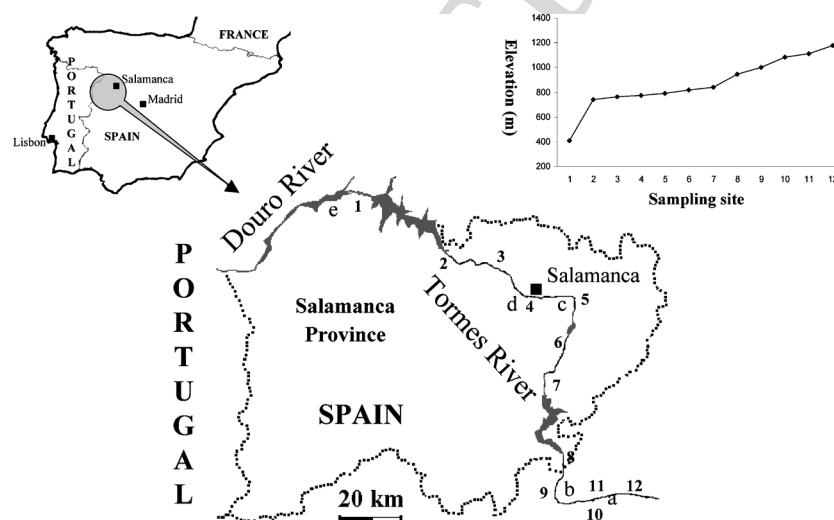 FRANCE
PORTUGAL
Salamanca
Madrid
SPAIN
Lisbon
Elevation (m)
1400
1200
1000
800
600
400
200
1 2 3 4 5 6 7 8 9 10 11 12
Sampling site
Douro River
e 1
2
3
Salamanca
d 4 c 5
6
7
Tormes River
PORTUGAL
Salamanca
Province
SPAIN
8
9 b 11 a 12
10
20 km